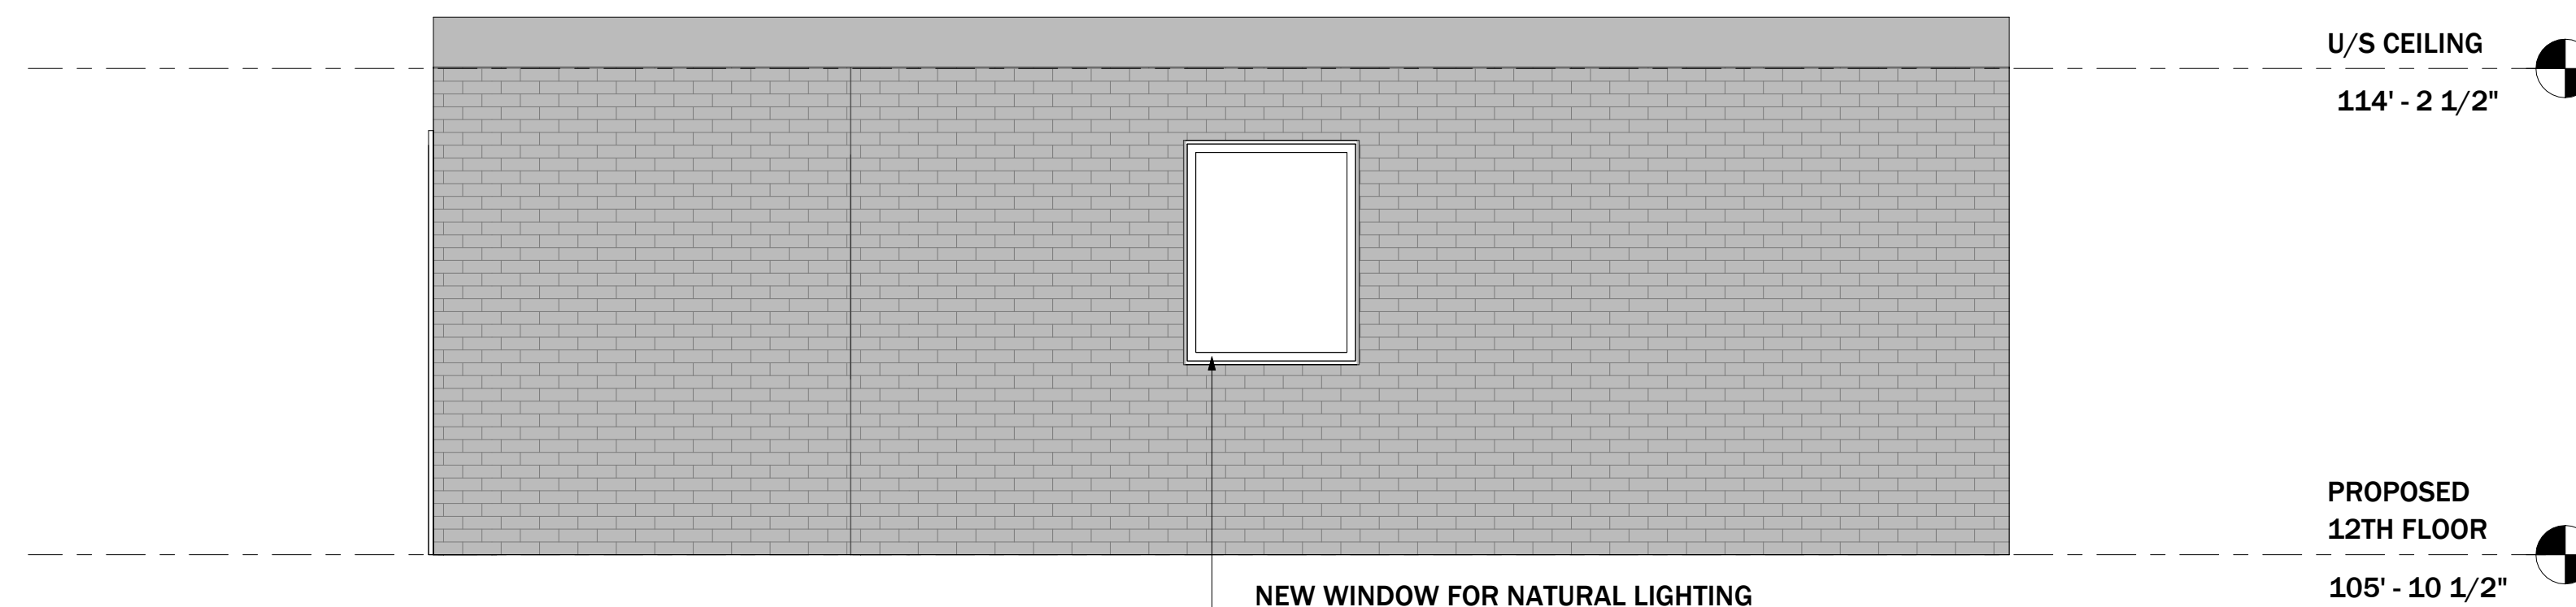 U/S CEILING
114' - 2 1/2"
PROPOSED
12TH FLOOR
105' - 10 1/2"
NEW WINDOW FOR NATURAL LIGHTING